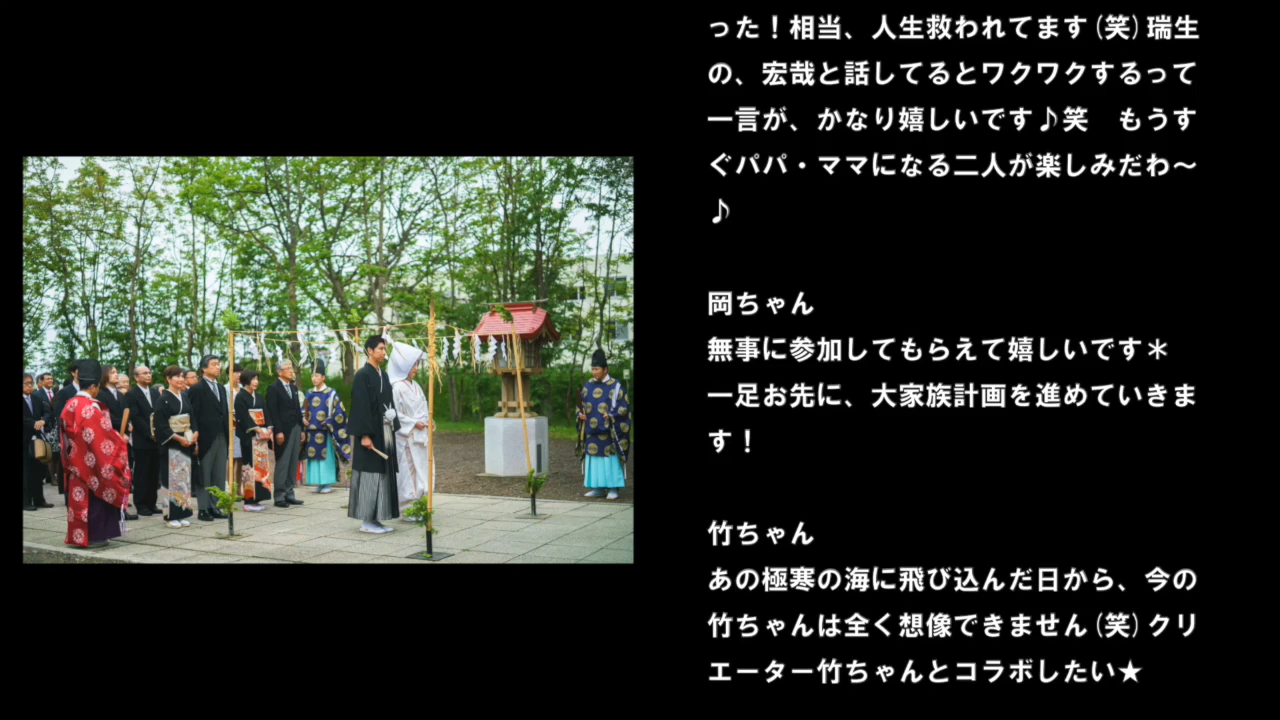 った！相当、人生救われてます(笑)瑞生
の、宏哉と話してるとワクワクするって
一言が、かなり嬉しいです♪笑　もうす
ぐパパ・ママになる二人が楽しみだわ〜
♪
岡ちゃん
無事に参加してもらえて嬉しいです＊
一足お先に、大家族計画を進めていきま
す！
竹ちゃん
あの極寒の海に飛び込んだ日から、今の
竹ちゃんは全く想像できません(笑)クリ
エーター竹ちゃんとコラボしたい★